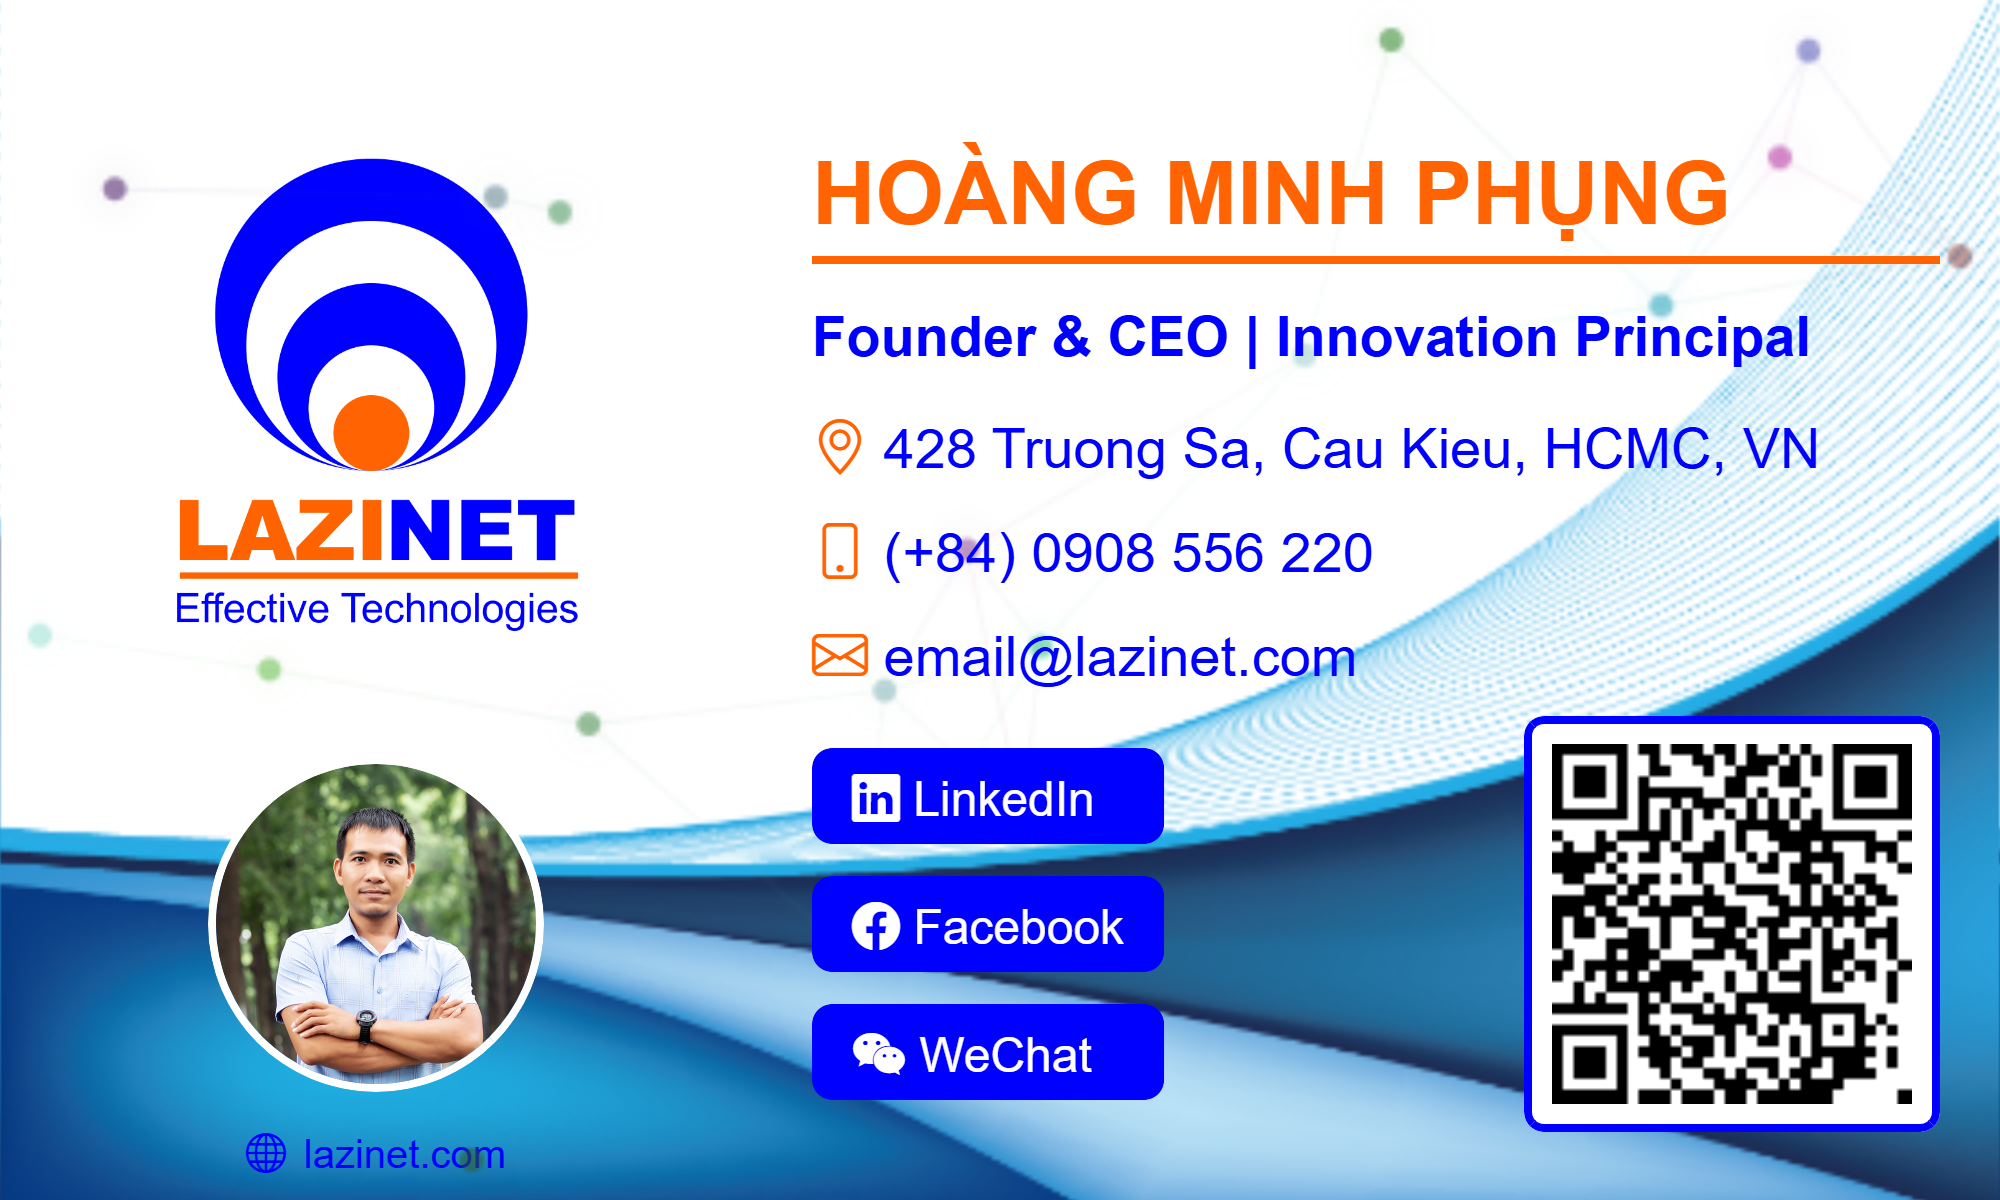 LAZINET
Effective Technologies
lazinet.com
HOÀNG MINH PHỤNG
Founder & CEO | Innovation Principal
428 Truong Sa, Cau Kieu, HCMC, VN
(+84) 0908 556 220
email@lazinet.com
LinkedIn
Facebook
WeChat